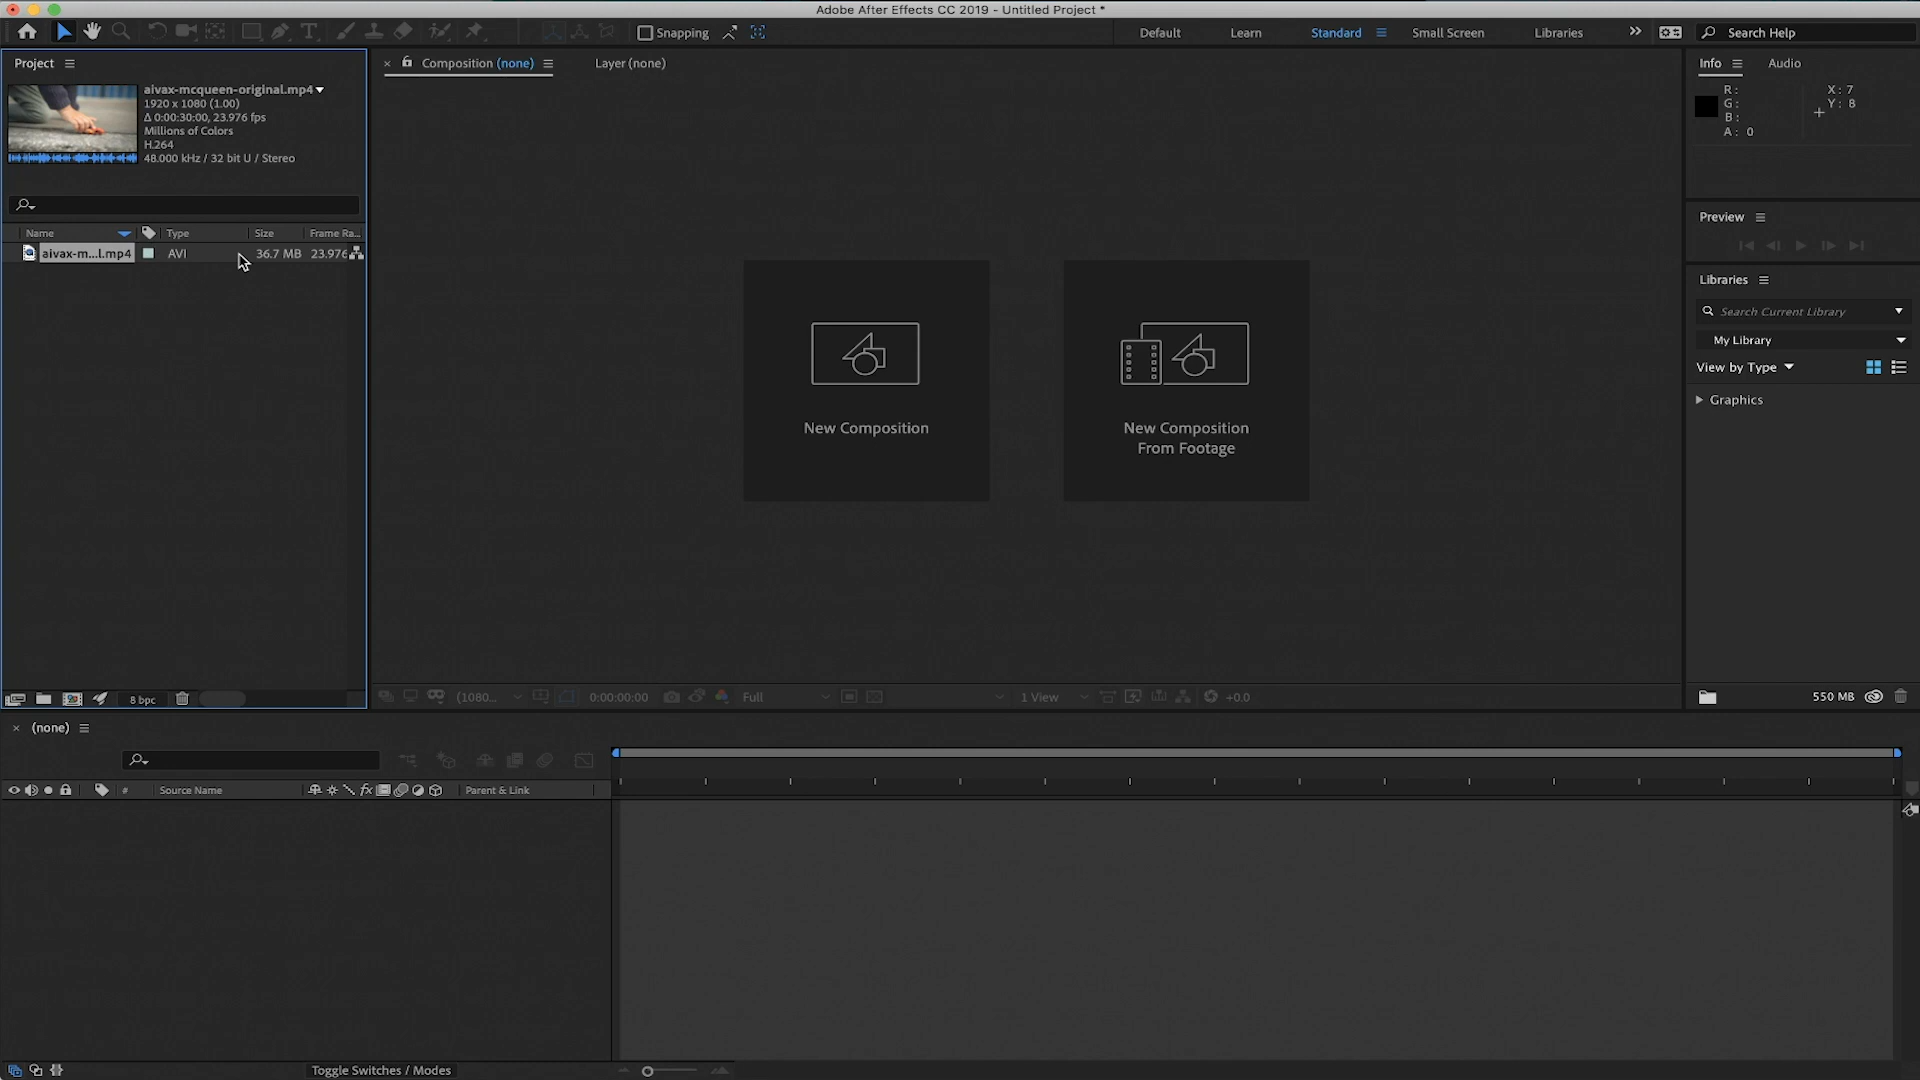 Adobe After Effects CC 2019 - Untitled Project *
Snapping
Default
Learn
Standard
Small Screen
Libraries
Search Help
Project
aivax-mcqueen-original.mp4
1920 x 1080 (1.00)
Δ 0:00:30:00, 23.976 fps
Millions of Colors
H.264
48.000 kHz / 32 bit U / Stereo
Name
Type
Size
Frame Ra...
aivax-m...l.mp4
AVI
36.7 MB
23.976
8 bpc
Composition (none)
Layer (none)
New Composition
New Composition
From Footage
(1080...
0:00:00:00
Full
1 View
+0.0
Info
Audio
R:
G:
B:
A: 0
X: 7
Y: 8
Preview
Libraries
Search Current Library
My Library
View by Type
Graphics
550 MB
(none)
#
Source Name
fx
Parent & Link
Toggle Switches / Modes